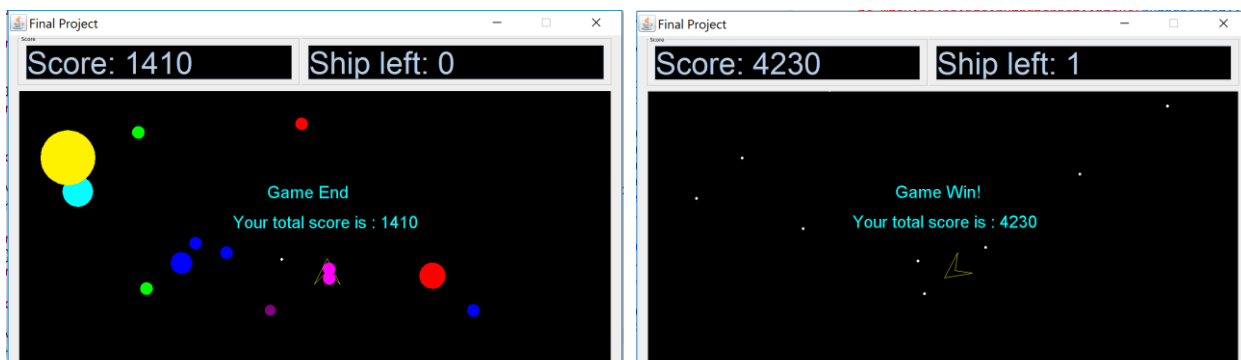 Final Project
Score
Score: 1410
Ship left: 0
Game End
Your total score is : 1410
Final Project
Score
Score: 4230
Ship left: 1
Game Win!
Your total score is : 4230